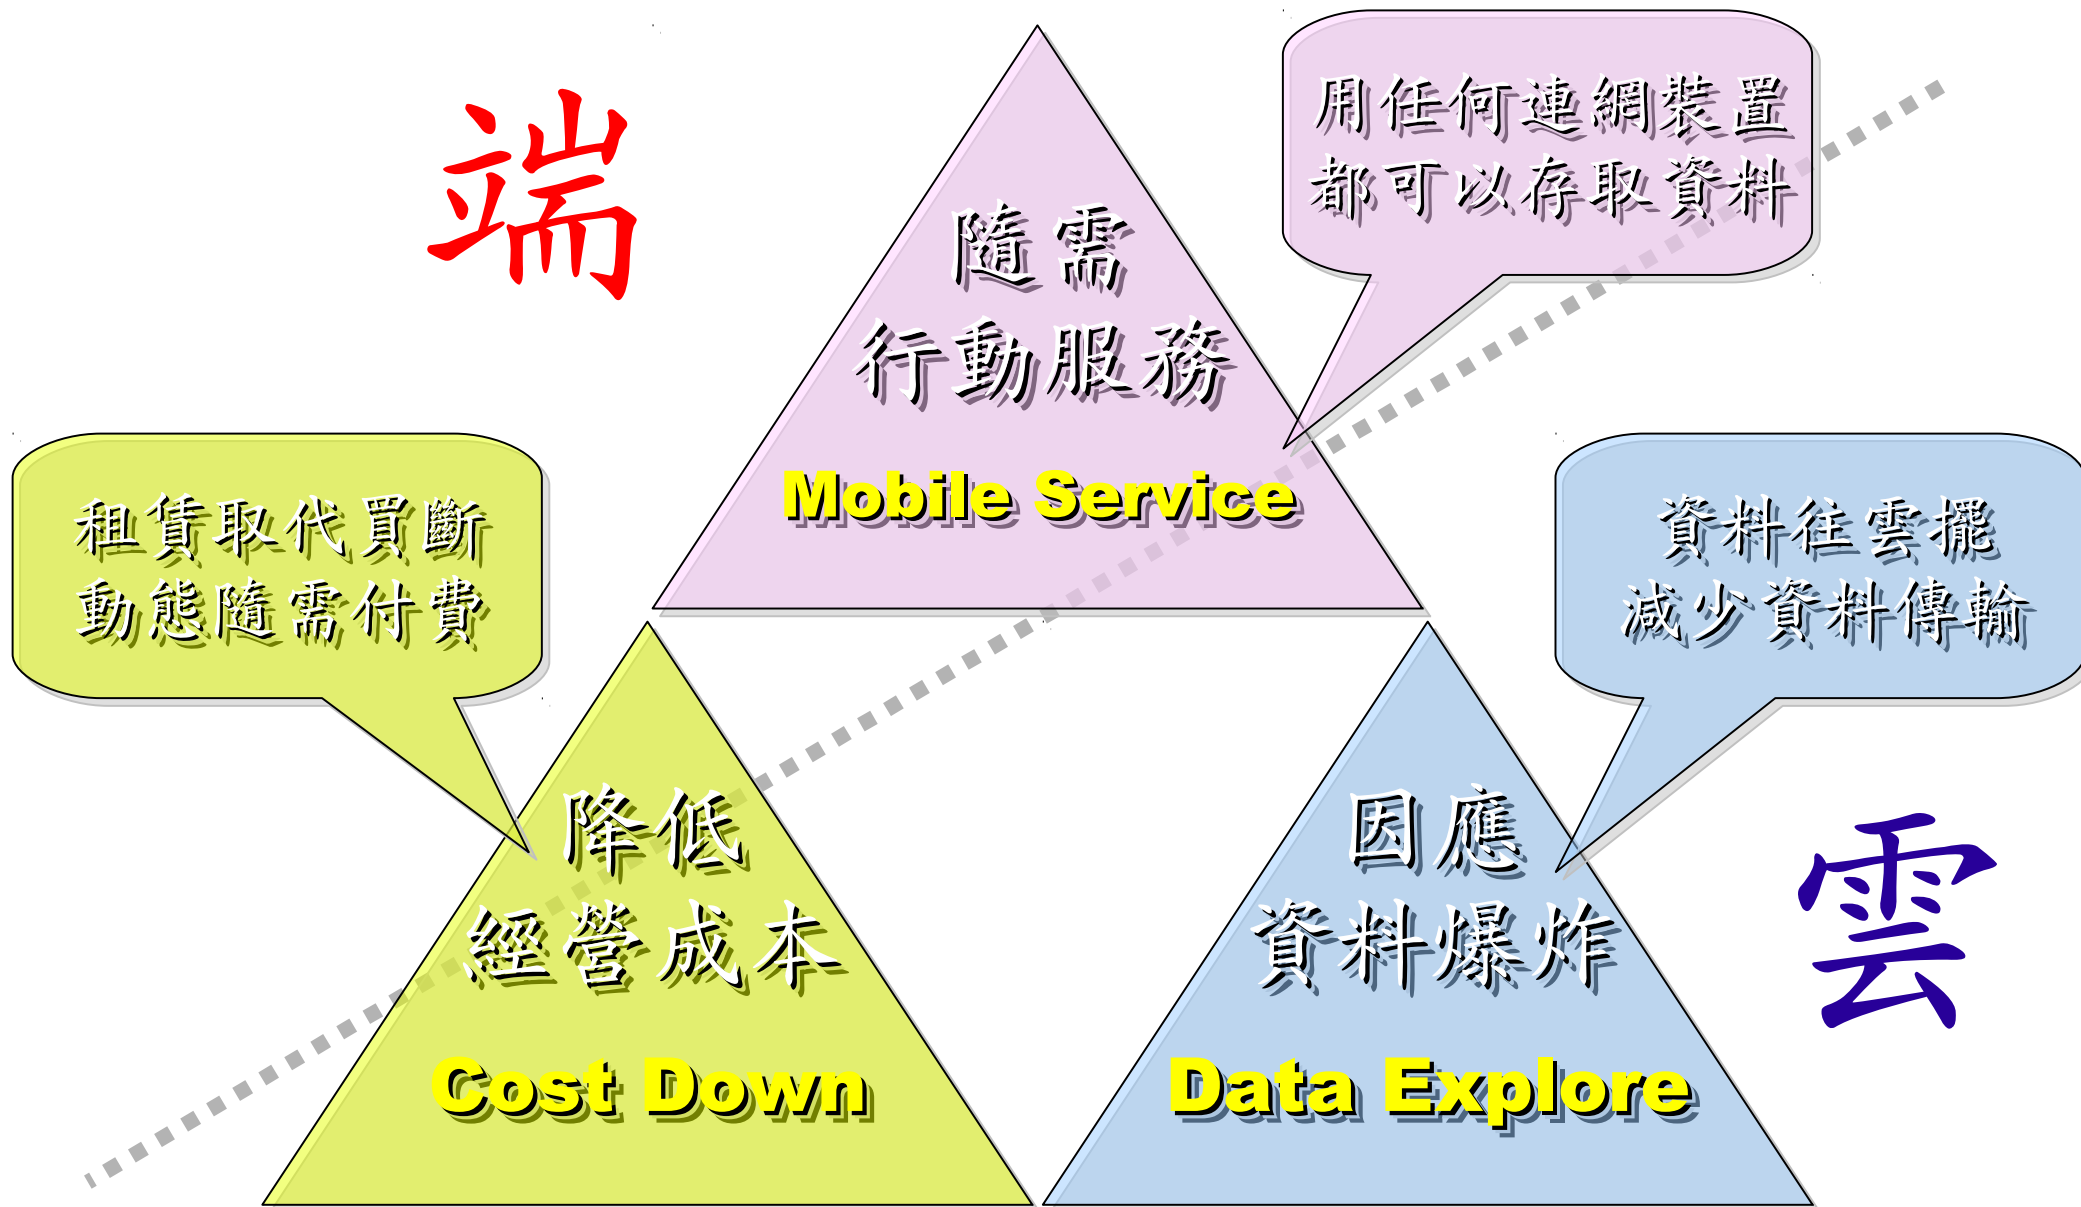 端
用任何連網裝置
都可以存取資料
隨需
行動服務
Mobile Service
租賃取代買斷
動態隨需付費
資料往雲擺
減少資料傳輸
降低
經營成本
Cost Down
因應
資料爆炸
Data Explore
雲